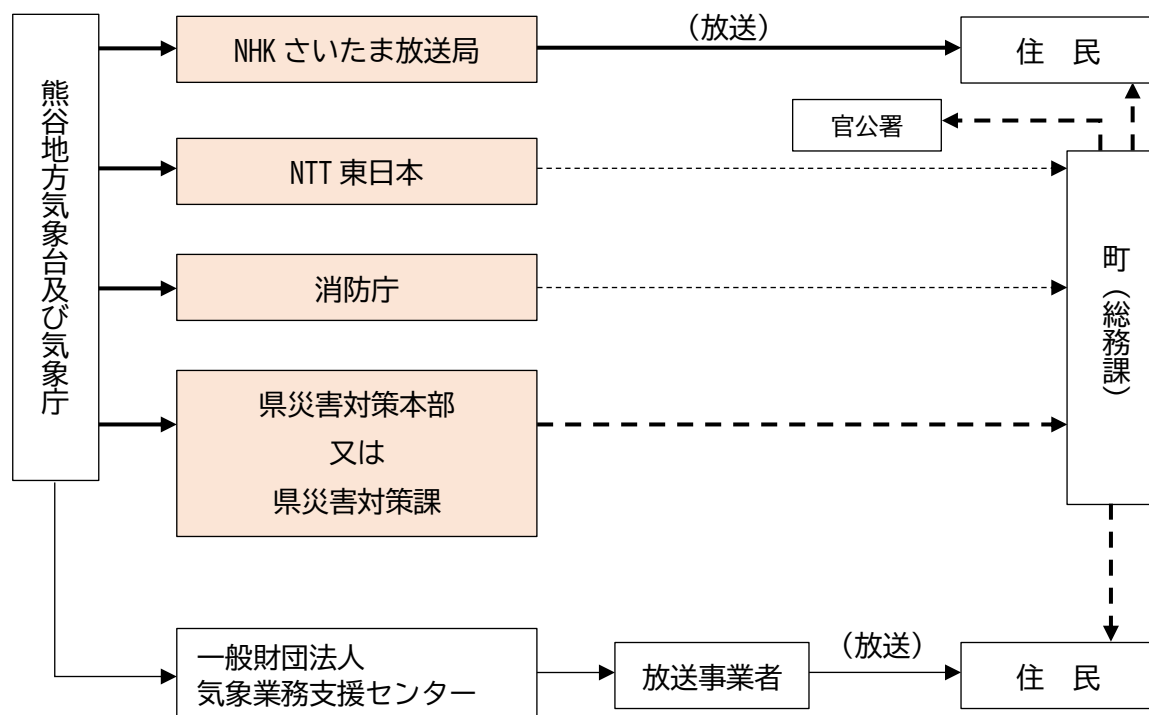 熊谷地方気象台及び気象庁
NHK さいたま放送局
（放送）
住　民
官公署
NTT 東日本
消防庁
町（総務課）
県災害対策本部
又は
県災害対策課
一般財団法人
気象業務支援センター
放送事業者
（放送）
住　民